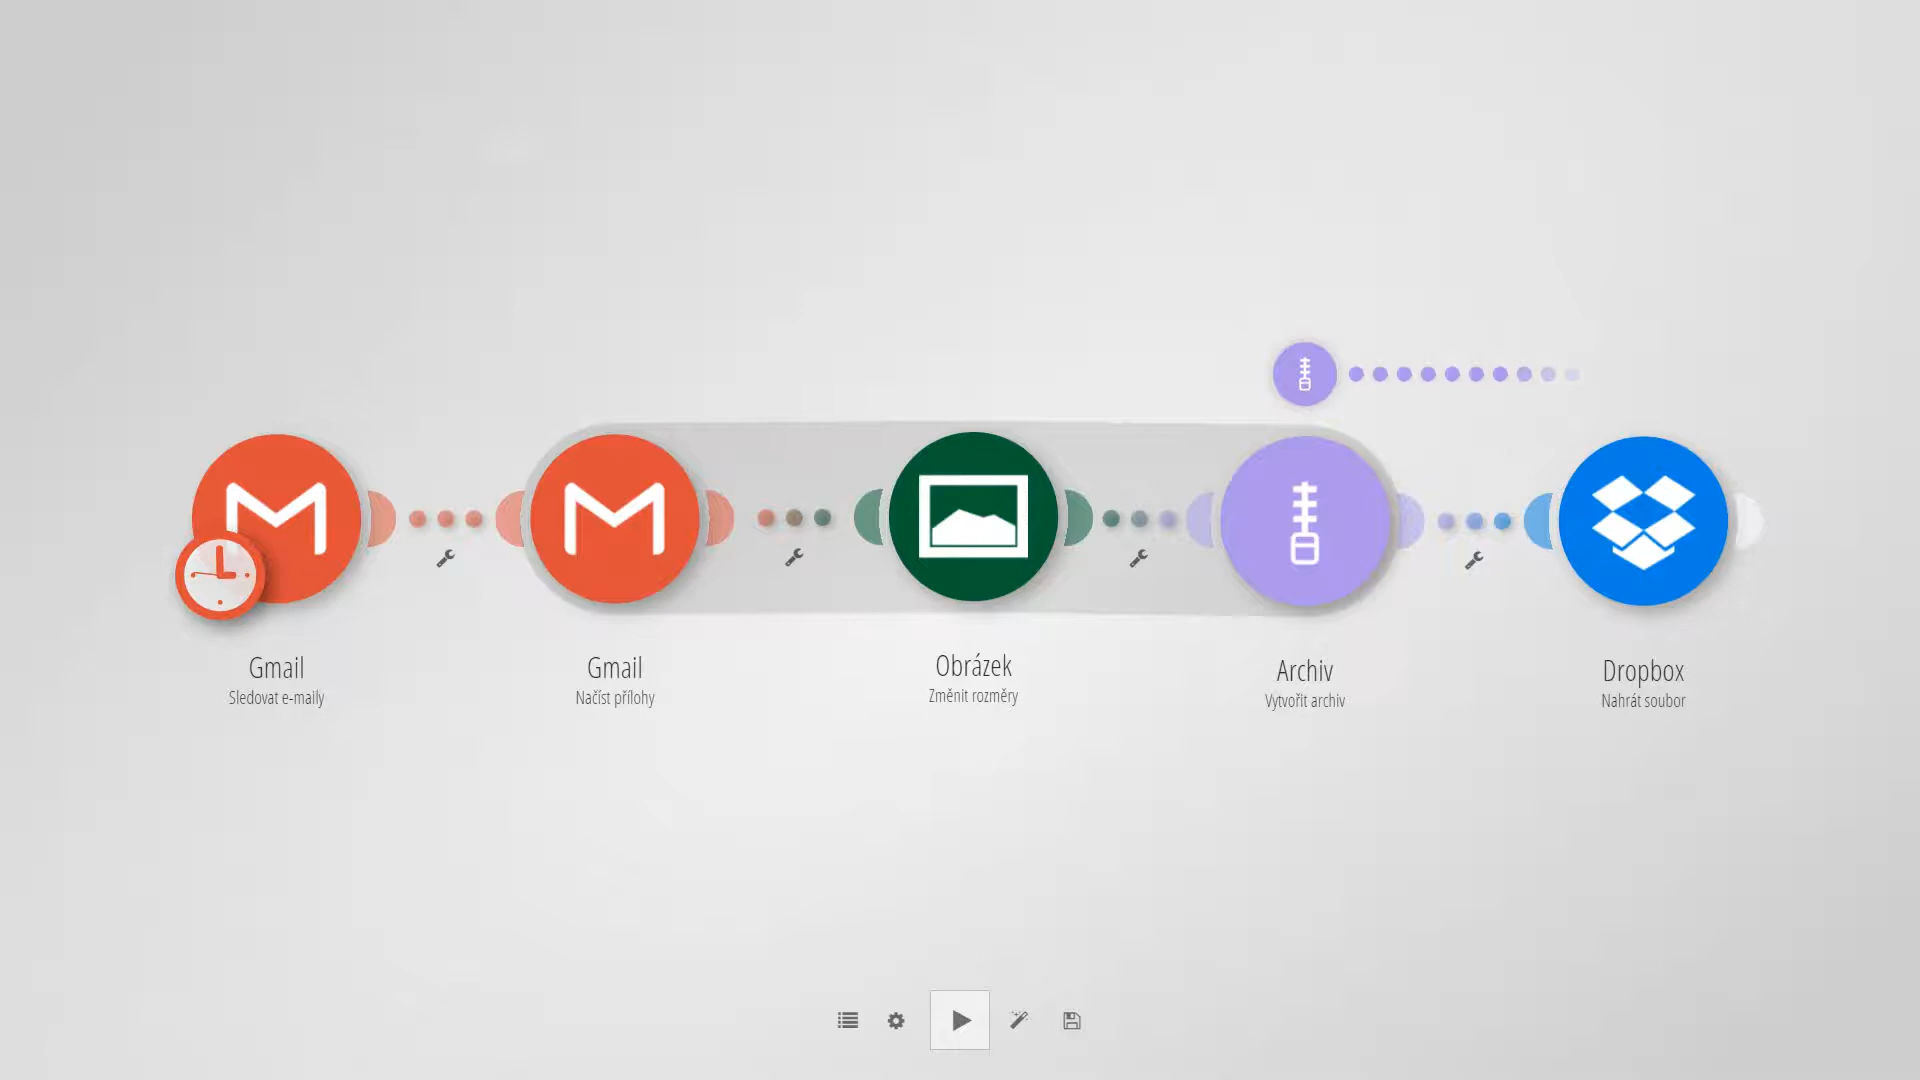 Gmail
Sledovat e-maily
Gmail
Načíst přílohy
Obrázek
Změnit rozměry
Archiv
Vytvořit archiv
Dropbox
Nahrát soubor